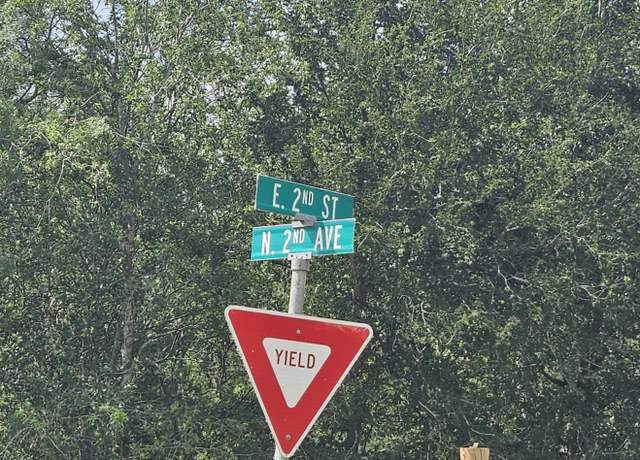 E. 2ND ST
N. 2ND AVE
YIELD